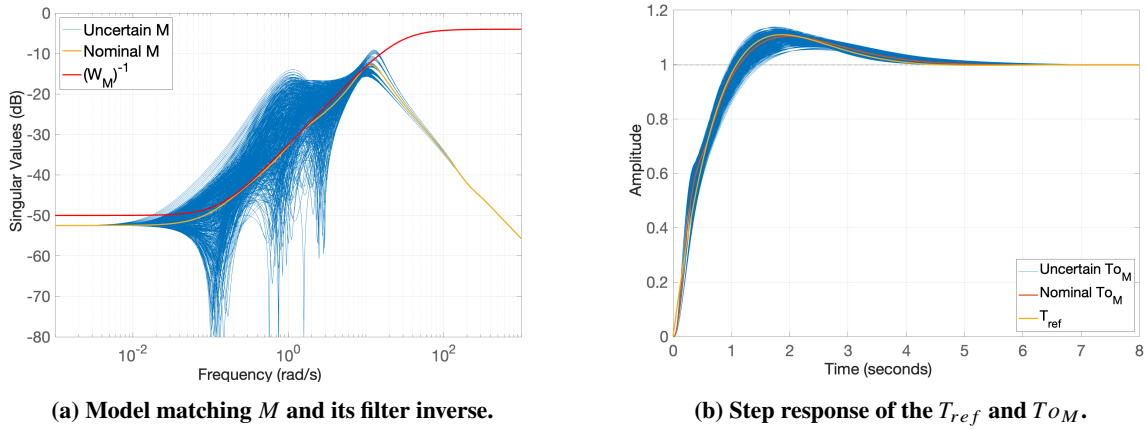 0
-10
-20
-30
-40
-50
-60
-70
-80
Singular Values (dB)
Uncertain M
Nominal M
(W_M)^-1
10^-2
10^0
10^2
Frequency (rad/s)
(a) Model matching M and its filter inverse.
1.2
1
0.8
0.6
0.4
0.2
0
Amplitude
Uncertain To_M
Nominal To_M
T_ref
0 1 2 3 4 5 6 7 8
Time (seconds)
(b) Step response of the T_ref and To_M.